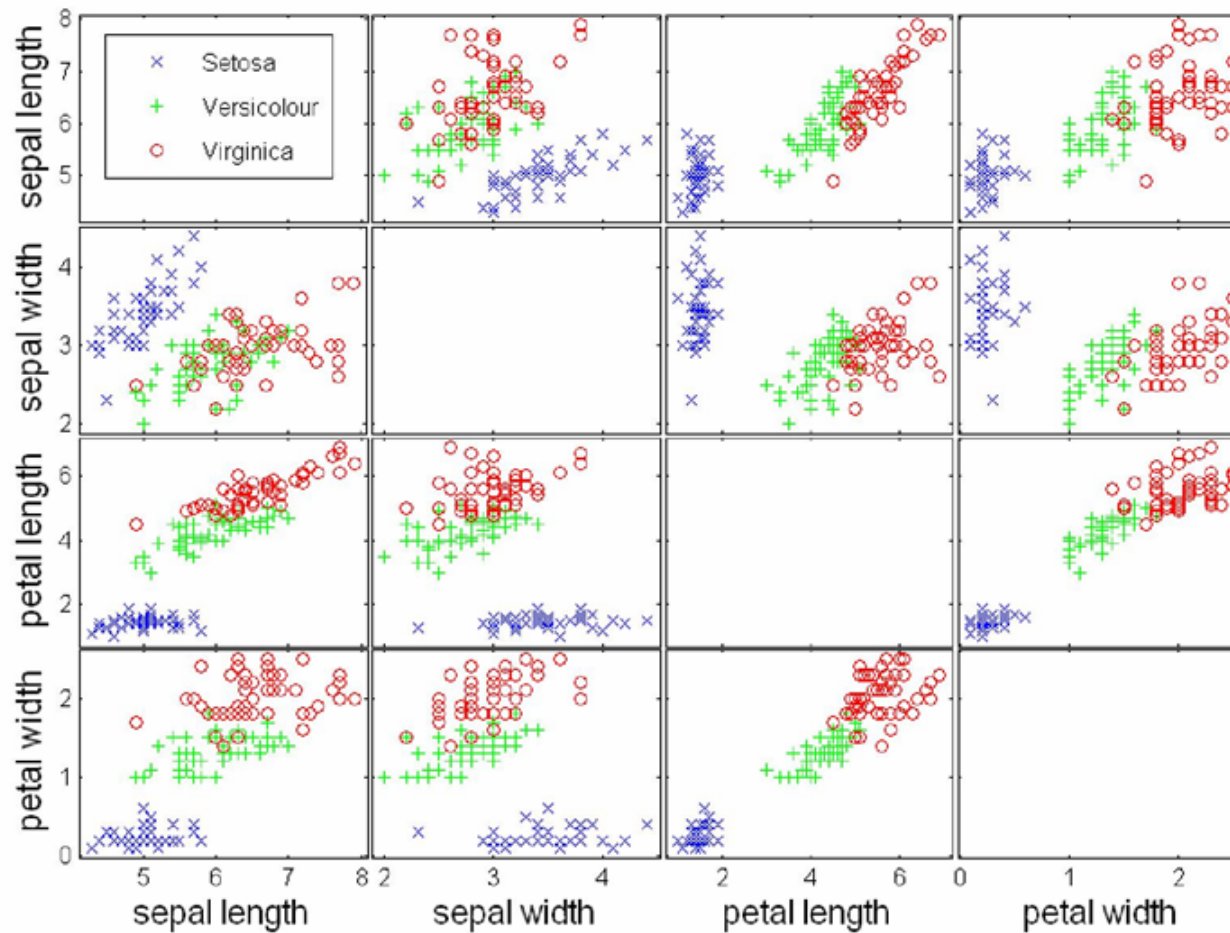 8
7
6
5
sepal length
Setosa
Versicolour
Virginica
4
3
2
sepal width
6
4
2
petal length
2
1
0
petal width
5 6 7 8
2 3 4
2 4 6
0 1 2
sepal length sepal width petal length petal width